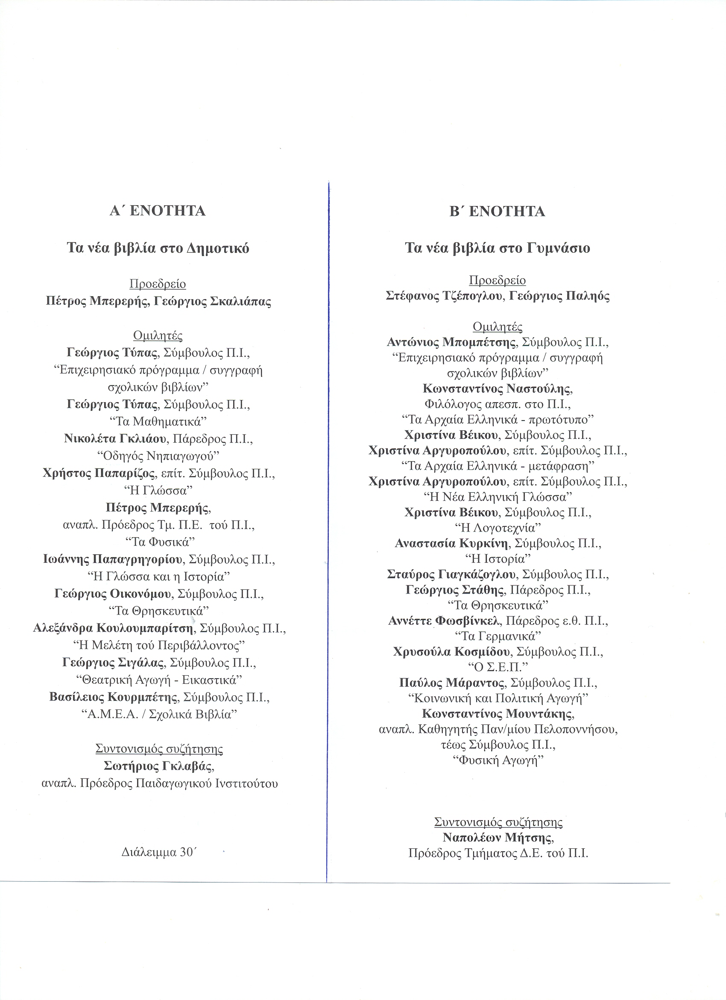 Α΄ ΕΝΟΤΗΤΑ
Τα νέα βιβλία στο Δημοτικό
Προεδρείο
Πέτρος Μπερερής, Γεώργιος Σκαλιάπας
Ομιλητές
Γεώργιος Τύπας, Σύμβουλος Π.Ι.,
“Επιχειρησιακό πρόγραμμα / συγγραφή
σχολικών βιβλίων”
Γεώργιος Τύπας, Σύμβουλος Π.Ι.,
“Τα Μαθηματικά”
Νικολέτα Γκλιάου, Πάρεδρος Π.Ι.,
“Οδηγός Νηπιαγωγού”
Χρήστος Παπαρίζος, επίτ. Σύμβουλος Π.Ι.,
“Η Γλώσσα”
Πέτρος Μπερερής,
αναπλ. Πρόεδρος Τμ. Π.Ε. τού Π.Ι.,
“Τα Φυσικά”
Ιωάννης Παπαγρηγορίου, Σύμβουλος Π.Ι.,
“Η Γλώσσα και η Ιστορία”
Γεώργιος Οικονόμου, Σύμβουλος Π.Ι.,
“Τα Θρησκευτικά”
Αλεξάνδρα Κουλουμπαρίτση, Σύμβουλος Π.Ι.,
“Η Μελέτη τού Περιβάλλοντος”
Γεώργιος Σιγάλας, Σύμβουλος Π.Ι.,
“Θεατρική Αγωγή - Εικαστικά”
Βασίλειος Κουρμπέτης, Σύμβουλος Π.Ι.,
“Α.Μ.Ε.Α. / Σχολικά Βιβλία”
Συντονισμός συζήτησης
Σωτήριος Γκλαβάς,
αναπλ. Πρόεδρος Παιδαγωγικού Ινστιτούτου
Διάλειμμα 30΄
Β΄ ΕΝΟΤΗΤΑ
Τα νέα βιβλία στο Γυμνάσιο
Προεδρείο
Στέφανος Τζέπογλου, Γεώργιος Παληός
Ομιλητές
Αντώνιος Μπομπέτσης, Σύμβουλος Π.Ι.,
“Επιχειρησιακό πρόγραμμα / συγγραφή
σχολικών βιβλίων”
Κωνσταντίνος Ναστούλης,
Φιλόλογος απεσπ. στο Π.Ι.,
“Τα Αρχαία Ελληνικά - πρωτότυπο”
Χριστίνα Βέικου, Σύμβουλος Π.Ι.,
Χριστίνα Αργυροπούλου, επίτ. Σύμβουλος Π.Ι.,
“Τα Αρχαία Ελληνικά - μετάφραση”
Χριστίνα Αργυροπούλου, επίτ. Σύμβουλος Π.Ι.,
“Η Νέα Ελληνική Γλώσσα”
Χριστίνα Βέικου, Σύμβουλος Π.Ι.,
“Η Λογοτεχνία”
Αναστασία Κυρκίνη, Σύμβουλος Π.Ι.,
“Η Ιστορία”
Σταύρος Γιαγκάζογλου, Σύμβουλος Π.Ι.,
Γεώργιος Στάθης, Πάρεδρος Π.Ι.,
“Τα Θρησκευτικά”
Αννέττε Φωσβίνκελ, Πάρεδρος ε.θ. Π.Ι.,
“Τα Γερμανικά”
Χρυσούλα Κοσμίδου, Σύμβουλος Π.Ι.,
“Ο Σ.Ε.Π.”
Παύλος Μάραντος, Σύμβουλος Π.Ι.,
“Κοινωνική και Πολιτική Αγωγή”
Κωνσταντίνος Μουντάκης,
αναπλ. Καθηγητής Παν/μίου Πελοποννήσου,
τέως Σύμβουλος Π.Ι.,
“Φυσική Αγωγή”
Συντονισμός συζήτησης
Ναπολέων Μήτσης,
Πρόεδρος Τμήματος Δ.Ε. τού Π.Ι.